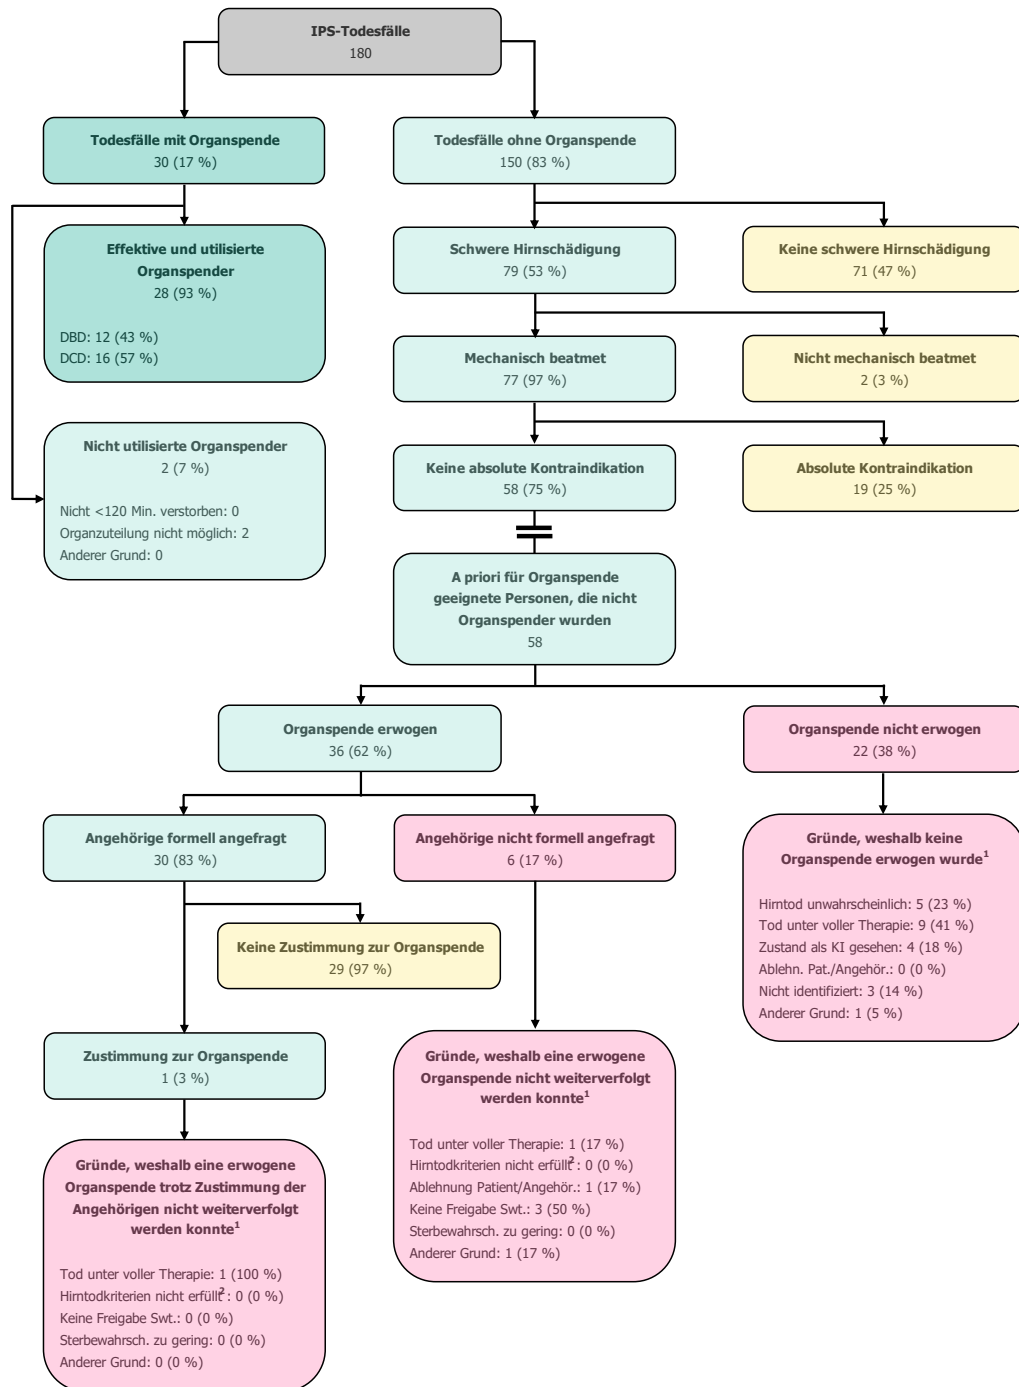 IPS-Todesfälle
180
Todesfälle mit Organspende
30 (17 %)
Todesfälle ohne Organspende
150 (83 %)
Effektive und utilisierte
Organspender
28 (93 %)
DBD: 12 (43 %)
DCD: 16 (57 %)
Schwere Hirnschädigung
79 (53 %)
Keine schwere Hirnschädigung
71 (47 %)
Mechanisch beatmet
77 (97 %)
Nicht mechanisch beatmet
2 (3 %)
Nicht utilisierte Organspender
2 (7 %)
Nicht <120 Min. verstorben: 0
Organzuteilung nicht möglich: 2
Anderer Grund: 0
Keine absolute Kontraindikation
58 (75 %)
Absolute Kontraindikation
19 (25 %)
A priori für Organspende
geeignete Personen, die nicht
Organspender wurden
58
Organspende erwogen
36 (62 %)
Organspende nicht erwogen
22 (38 %)
Angehörige formell angefragt
30 (83 %)
Angehörige nicht formell angefragt
6 (17 %)
Gründe, weshalb keine
Organspende erwogen wurde¹
Hirntod unwahrscheinlich: 5 (23 %)
Tod unter voller Therapie: 9 (41 %)
Zustand als KI gesehen: 4 (18 %)
Ablehn. Pat./Angehör.: 0 (0 %)
Nicht identifiziert: 3 (14 %)
Anderer Grund: 1 (5 %)
Keine Zustimmung zur Organspende
29 (97 %)
Zustimmung zur Organspende
1 (3 %)
Gründe, weshalb eine erwogene
Organspende nicht weiterverfolgt
werden konnte¹
Tod unter voller Therapie: 1 (17 %)
Hirntodkriterien nicht erfüllt²: 0 (0 %)
Ablehnung Patient/Angehör.: 1 (17 %)
Keine Freigabe Swt.: 3 (50 %)
Sterbewahrsch. zu gering: 0 (0 %)
Anderer Grund: 1 (17 %)
Gründe, weshalb eine erwogene
Organspende trotz Zustimmung der
Angehörigen nicht weiterverfolgt
werden konnte¹
Tod unter voller Therapie: 1 (100 %)
Hirntodkriterien nicht erfüllt²: 0 (0 %)
Keine Freigabe Swt.: 0 (0 %)
Sterbewahrsch. zu gering: 0 (0 %)
Anderer Grund: 0 (0 %)